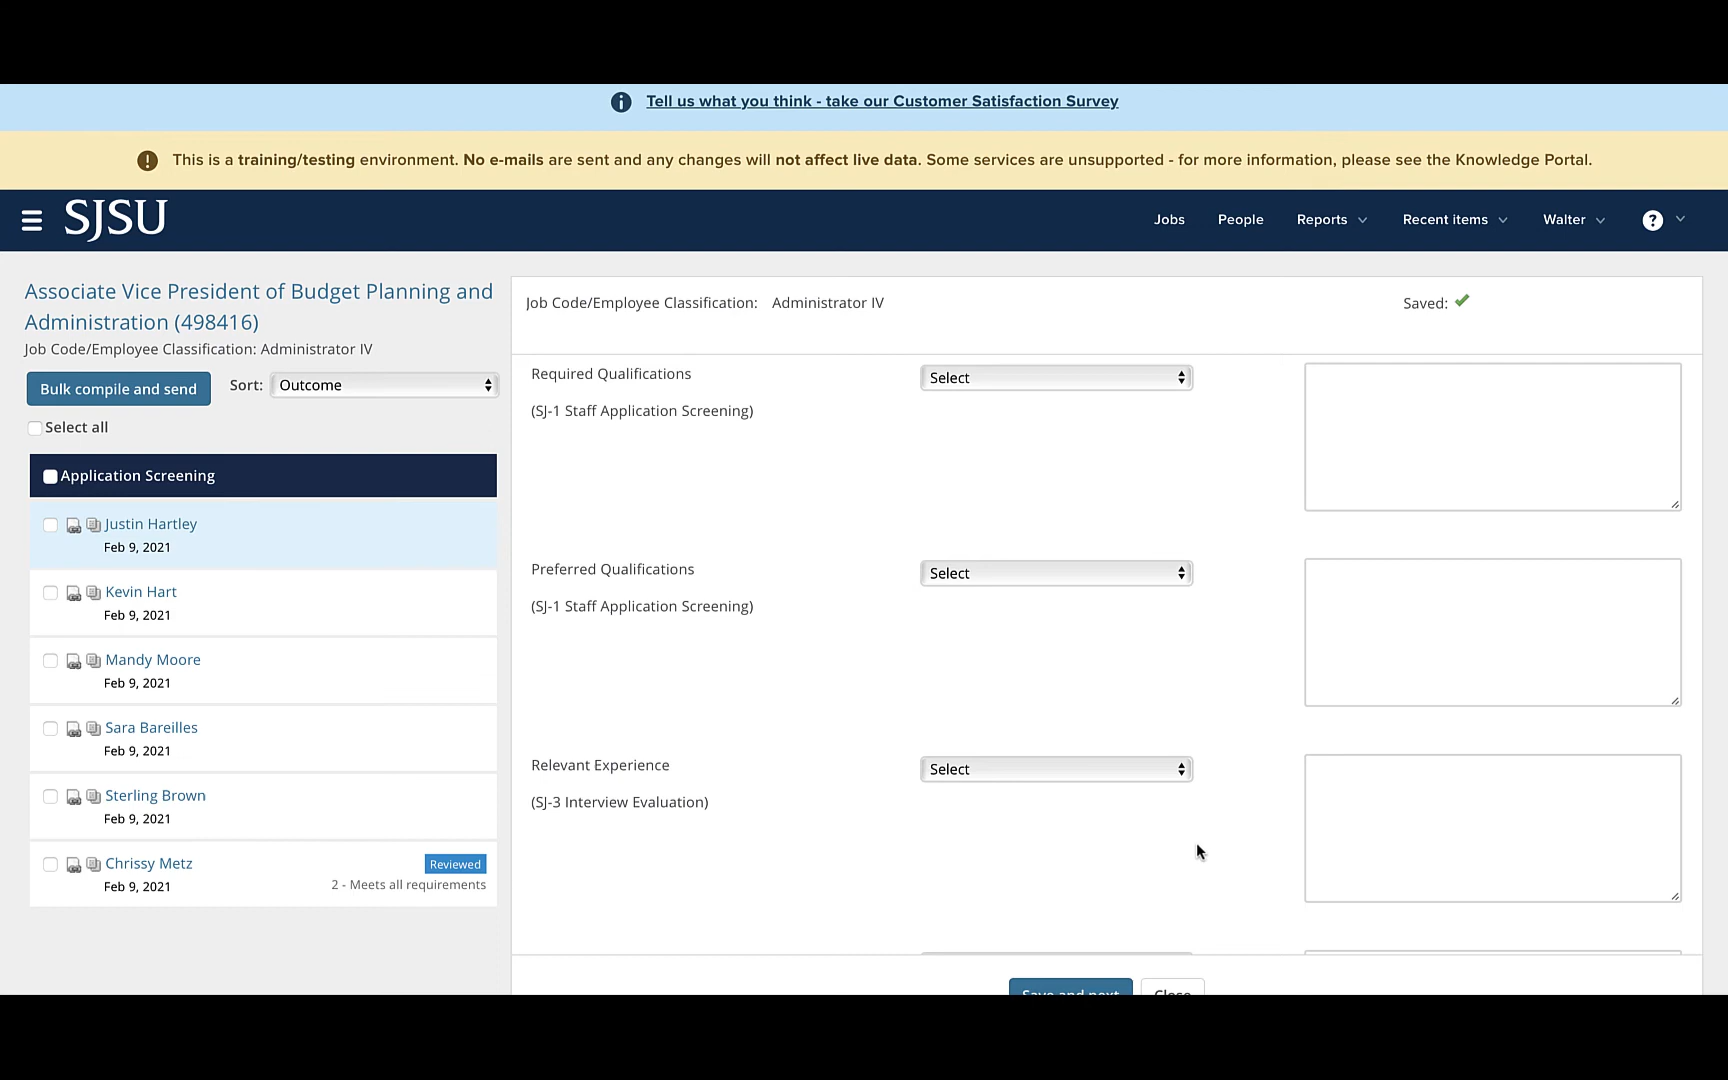 Tell us what you think - take our Customer Satisfaction Survey
This is a training/testing environment. No e-mails are sent and any changes will not affect live data. Some services are unsupported - for more information, please see the Knowledge Portal.
SJSU
Jobs
People
Reports
Recent items
Walter
?
Associate Vice President of Budget Planning and
Administration (498416)
Job Code/Employee Classification: Administrator IV
Bulk compile and send
Sort:
Outcome
Select all
Application Screening
Justin Hartley
Feb 9, 2021
Kevin Hart
Feb 9, 2021
Mandy Moore
Feb 9, 2021
Sara Bareilles
Feb 9, 2021
Sterling Brown
Feb 9, 2021
Chrissy Metz
Reviewed
Feb 9, 2021
2 - Meets all requirements
Job Code/Employee Classification: Administrator IV
Saved:
Required Qualifications
Select
(SJ-1 Staff Application Screening)
Preferred Qualifications
Select
(SJ-1 Staff Application Screening)
Relevant Experience
Select
(SJ-3 Interview Evaluation)
Save and next
Close